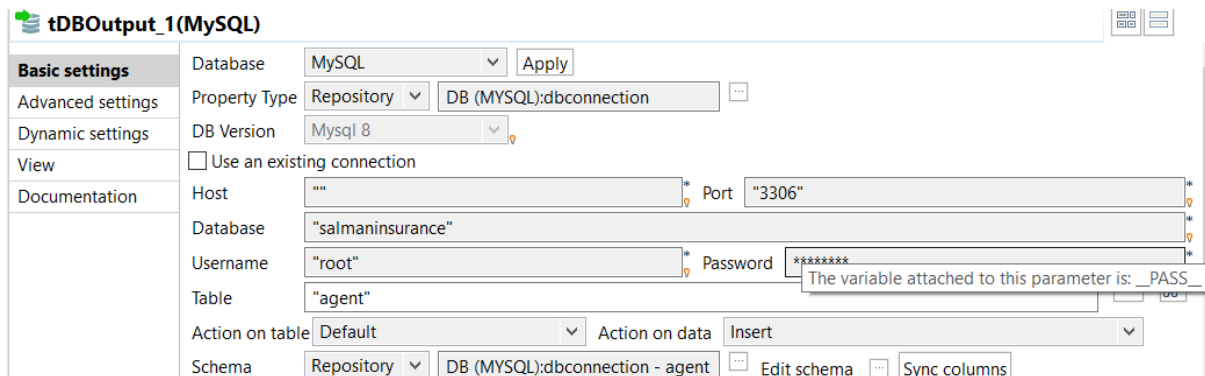 tDBOutput_1(MySQL)
Basic settings
Advanced settings
Dynamic settings
View
Documentation
Database MySQL Apply
Property Type Repository DB (MYSQL):dbconnection ...
DB Version Mysql 8
Use an existing connection
Host "" * Port "3306" *
Database "salmaninsurance" *
Username "root" * Password ******** *
The variable attached to this parameter is: __PASS__
Table "agent"
Action on table Default Action on data Insert
Schema Repository DB (MYSQL):dbconnection - agent ... Edit schema ... Sync columns